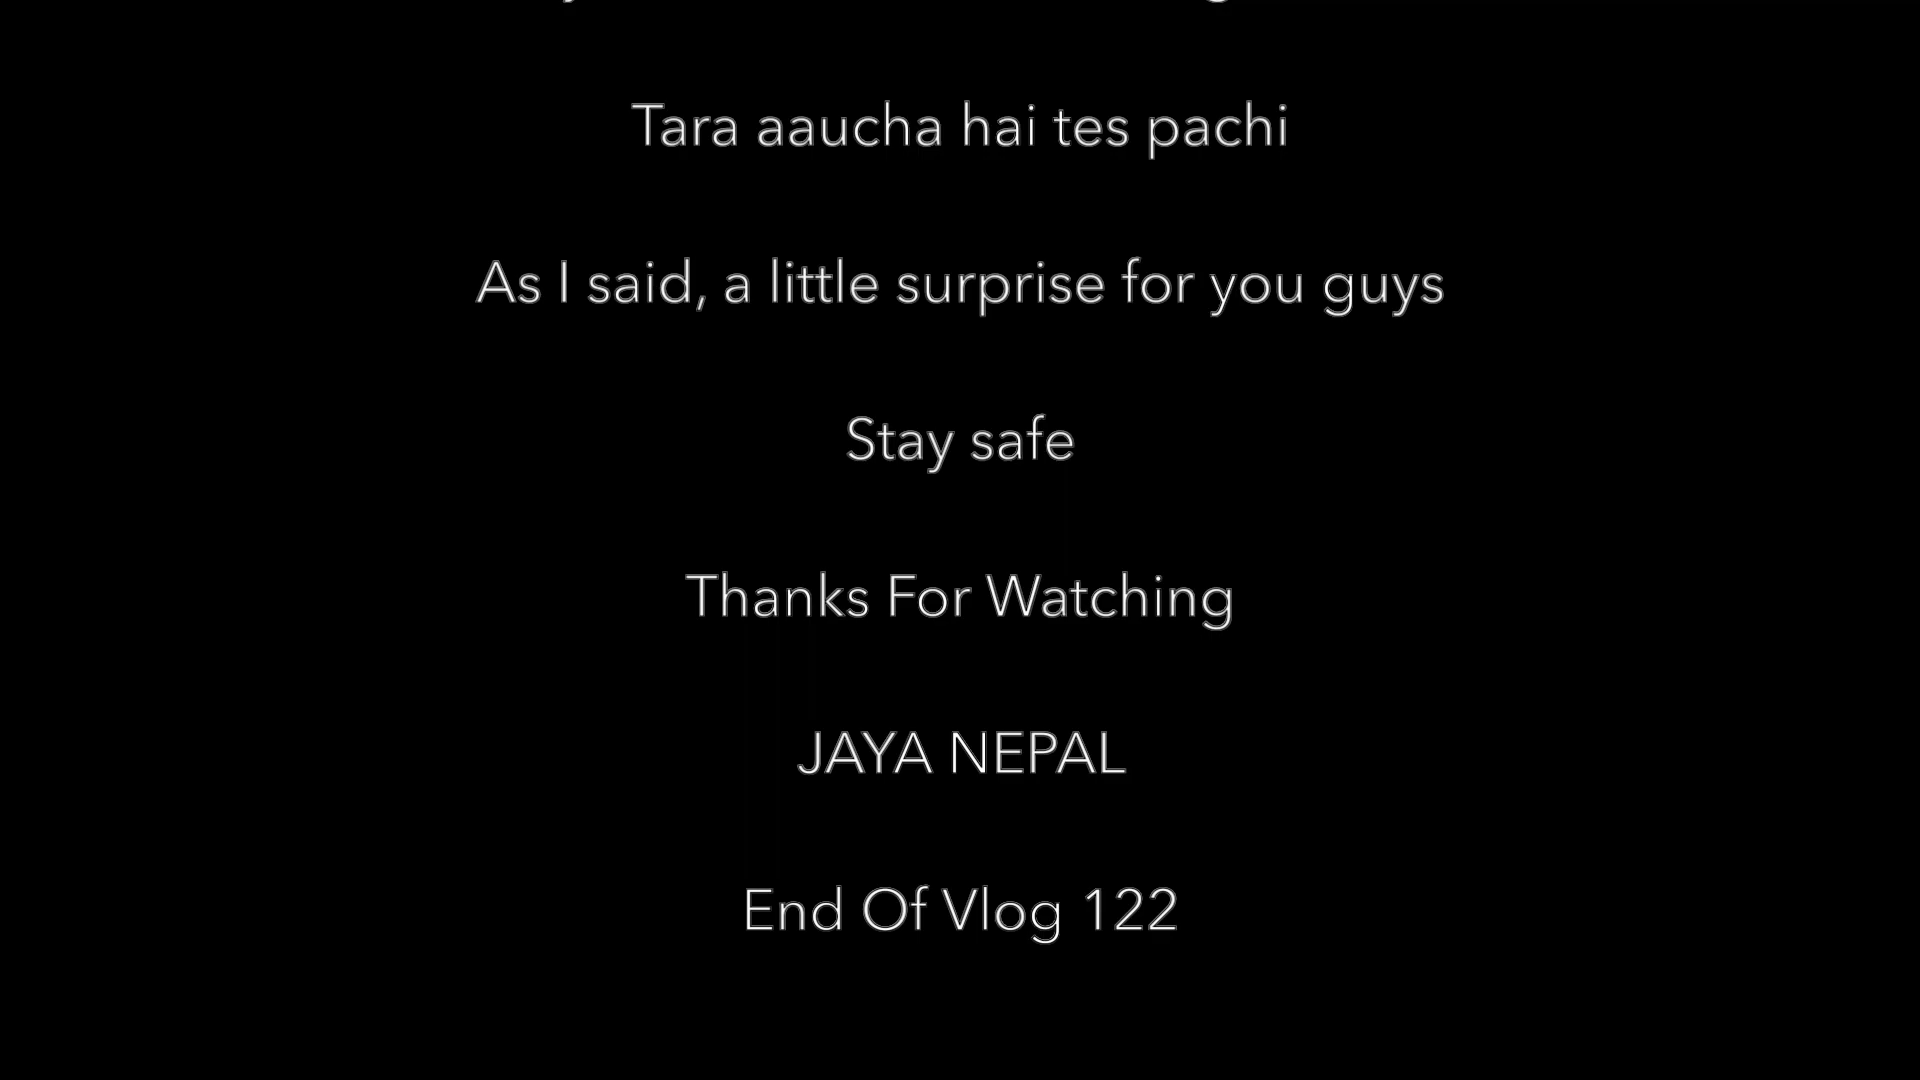 Tara aaucha hai tes pachi
As I said, a little surprise for you guys
Stay safe
Thanks For Watching
JAYA NEPAL
End Of Vlog 122